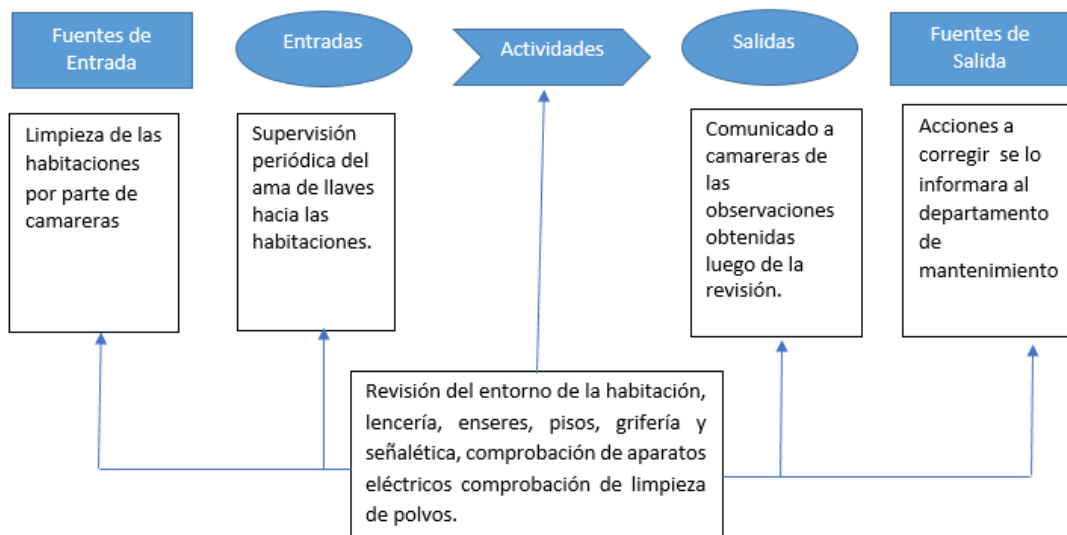 Fuentes de
Entrada
Entradas
Actividades
Salidas
Fuentes de
Salida
Limpieza de las
habitaciones
por parte de
camareras
Supervisión
periódica del
ama de llaves
hacia las
habitaciones.
Comunicado a
camareras de
las
observaciones
obtenidas
luego de la
revisión.
Acciones a
corregir se lo
informara al
departamento
de
mantenimiento
Revisión del entorno de la habitación,
lencería, enseres, pisos, grifería y
señalética, comprobación de aparatos
eléctricos comprobación de limpieza
de polvos.